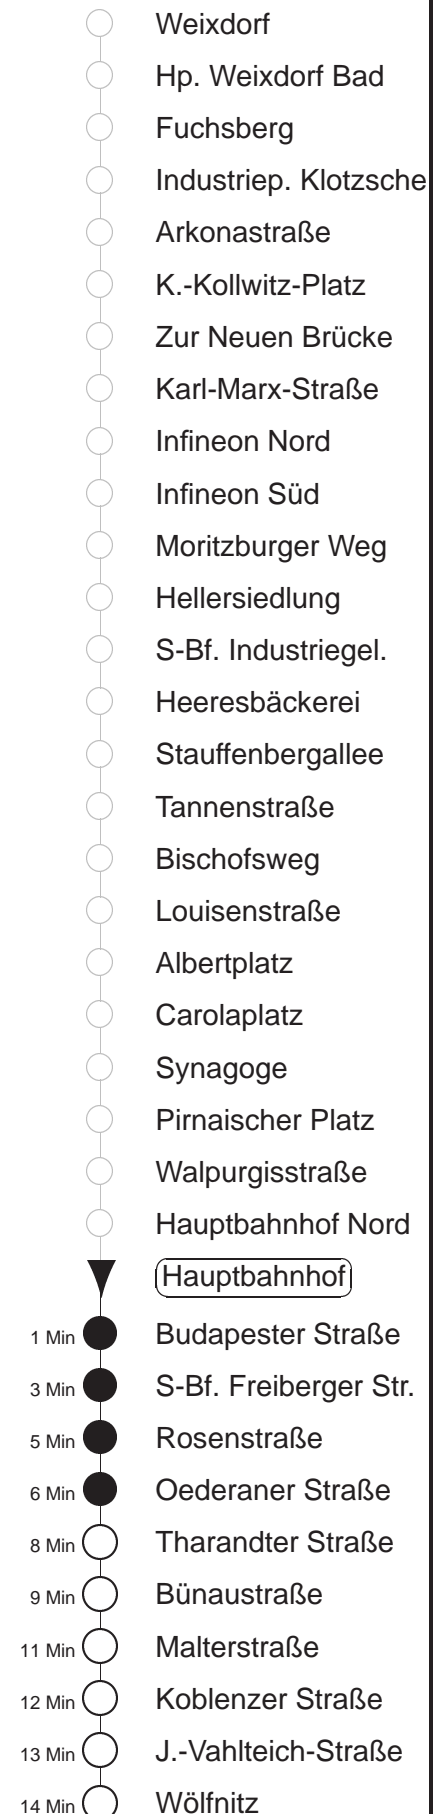 Weixdorf
Hp. Weixdorf Bad
Fuchsberg
Industriep. Klotzsche
Arkonastraße
K.-Kollwitz-Platz
Zur Neuen Brücke
Karl-Marx-Straße
Infineon Nord
Infineon Süd
Moritzburger Weg
Hellersiedlung
S-Bf. Industriegel.
Heeresbäckerei
Stauffenbergallee
Tannenstraße
Bischofsweg
Louisenstraße
Albertplatz
Carolaplatz
Synagoge
Pirnaischer Platz
Walpurgisstraße
Hauptbahnhof Nord
Hauptbahnhof
1 Min Budapester Straße
3 Min S-Bf. Freiberger Str.
5 Min Rosenstraße
6 Min Oederaner Straße
8 Min Tharandter Straße
9 Min Bünaustraße
11 Min Malterstraße
12 Min Koblenzer Straße
13 Min J.-Vahlteich-Straße
14 Min Wölfnitz